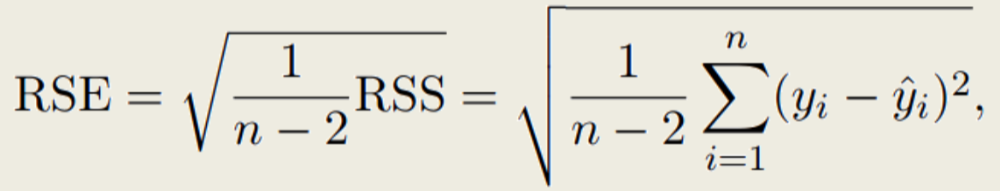 RSE = √(1/(n − 2) RSS) = √(1/(n − 2) ∑_{i=1}^{n} (y_i − ŷ_i)²),